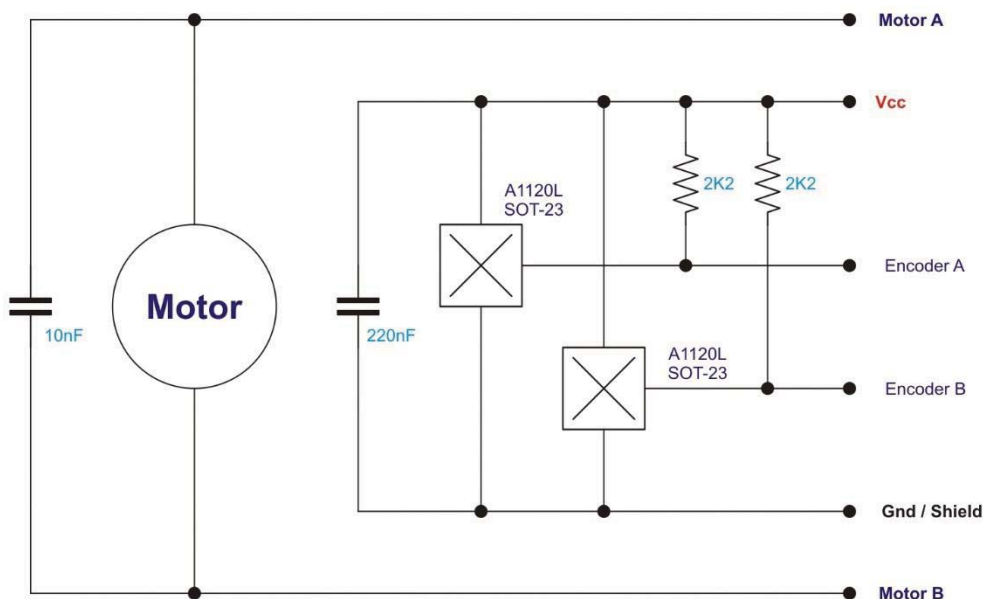 Motor A
Vcc
2K2
2K2
A1120L
SOT-23
Encoder A
Motor
10nF
220nF
A1120L
SOT-23
Encoder B
Gnd / Shield
Motor B